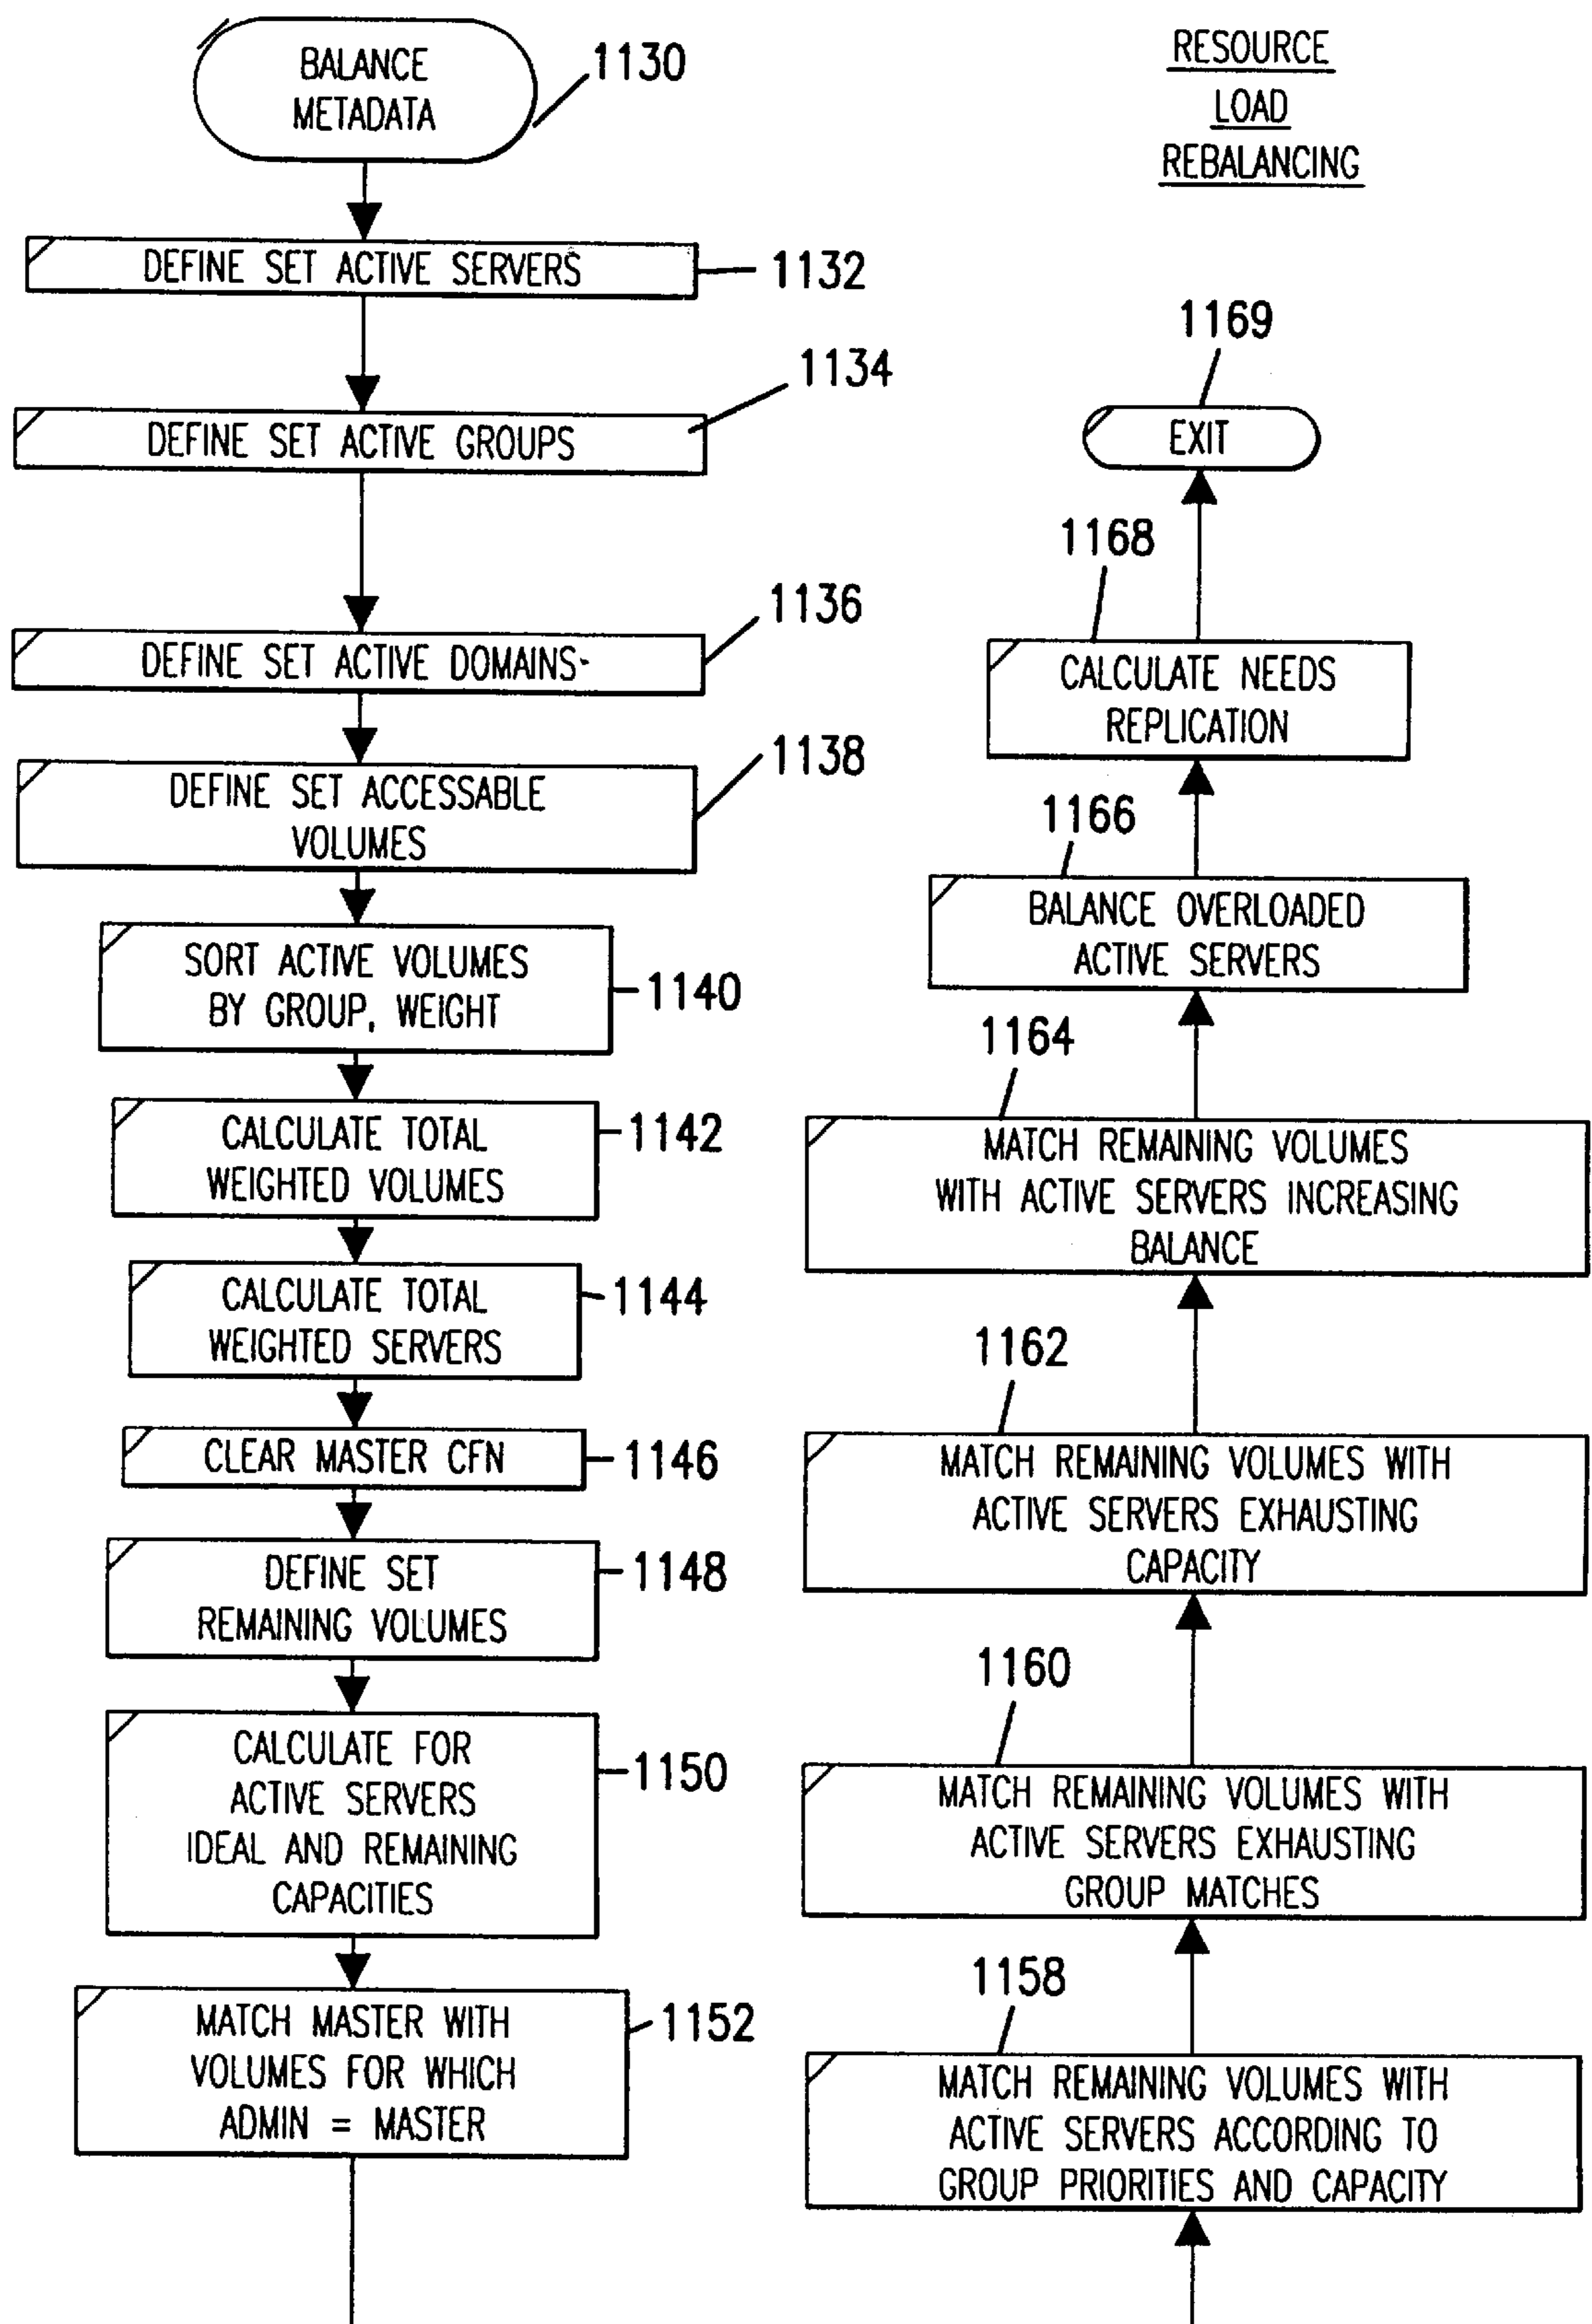 BALANCE
METADATA
1130
DEFINE SET ACTIVE SERVERS
1132
DEFINE SET ACTIVE GROUPS
1134
DEFINE SET ACTIVE DOMAINS-
1136
DEFINE SET ACCESSABLE
VOLUMES
1138
SORT ACTIVE VOLUMES
BY GROUP, WEIGHT
1140
CALCULATE TOTAL
WEIGHTED VOLUMES
1142
CALCULATE TOTAL
WEIGHTED SERVERS
1144
CLEAR MASTER CFN
1146
DEFINE SET
REMAINING VOLUMES
1148
CALCULATE FOR
ACTIVE SERVERS
IDEAL AND REMAINING
CAPACITIES
1150
MATCH MASTER WITH
VOLUMES FOR WHICH
ADMIN = MASTER
1152
RESOURCE
LOAD
REBALANCING
1169
EXIT
1168
CALCULATE NEEDS
REPLICATION
1166
BALANCE OVERLOADED
ACTIVE SERVERS
1164
MATCH REMAINING VOLUMES
WITH ACTIVE SERVERS INCREASING
BALANCE
1162
MATCH REMAINING VOLUMES WITH
ACTIVE SERVERS EXHAUSTING
CAPACITY
1160
MATCH REMAINING VOLUMES WITH
ACTIVE SERVERS EXHAUSTING
GROUP MATCHES
1158
MATCH REMAINING VOLUMES WITH
ACTIVE SERVERS ACCORDING TO
GROUP PRIORITIES AND CAPACITY